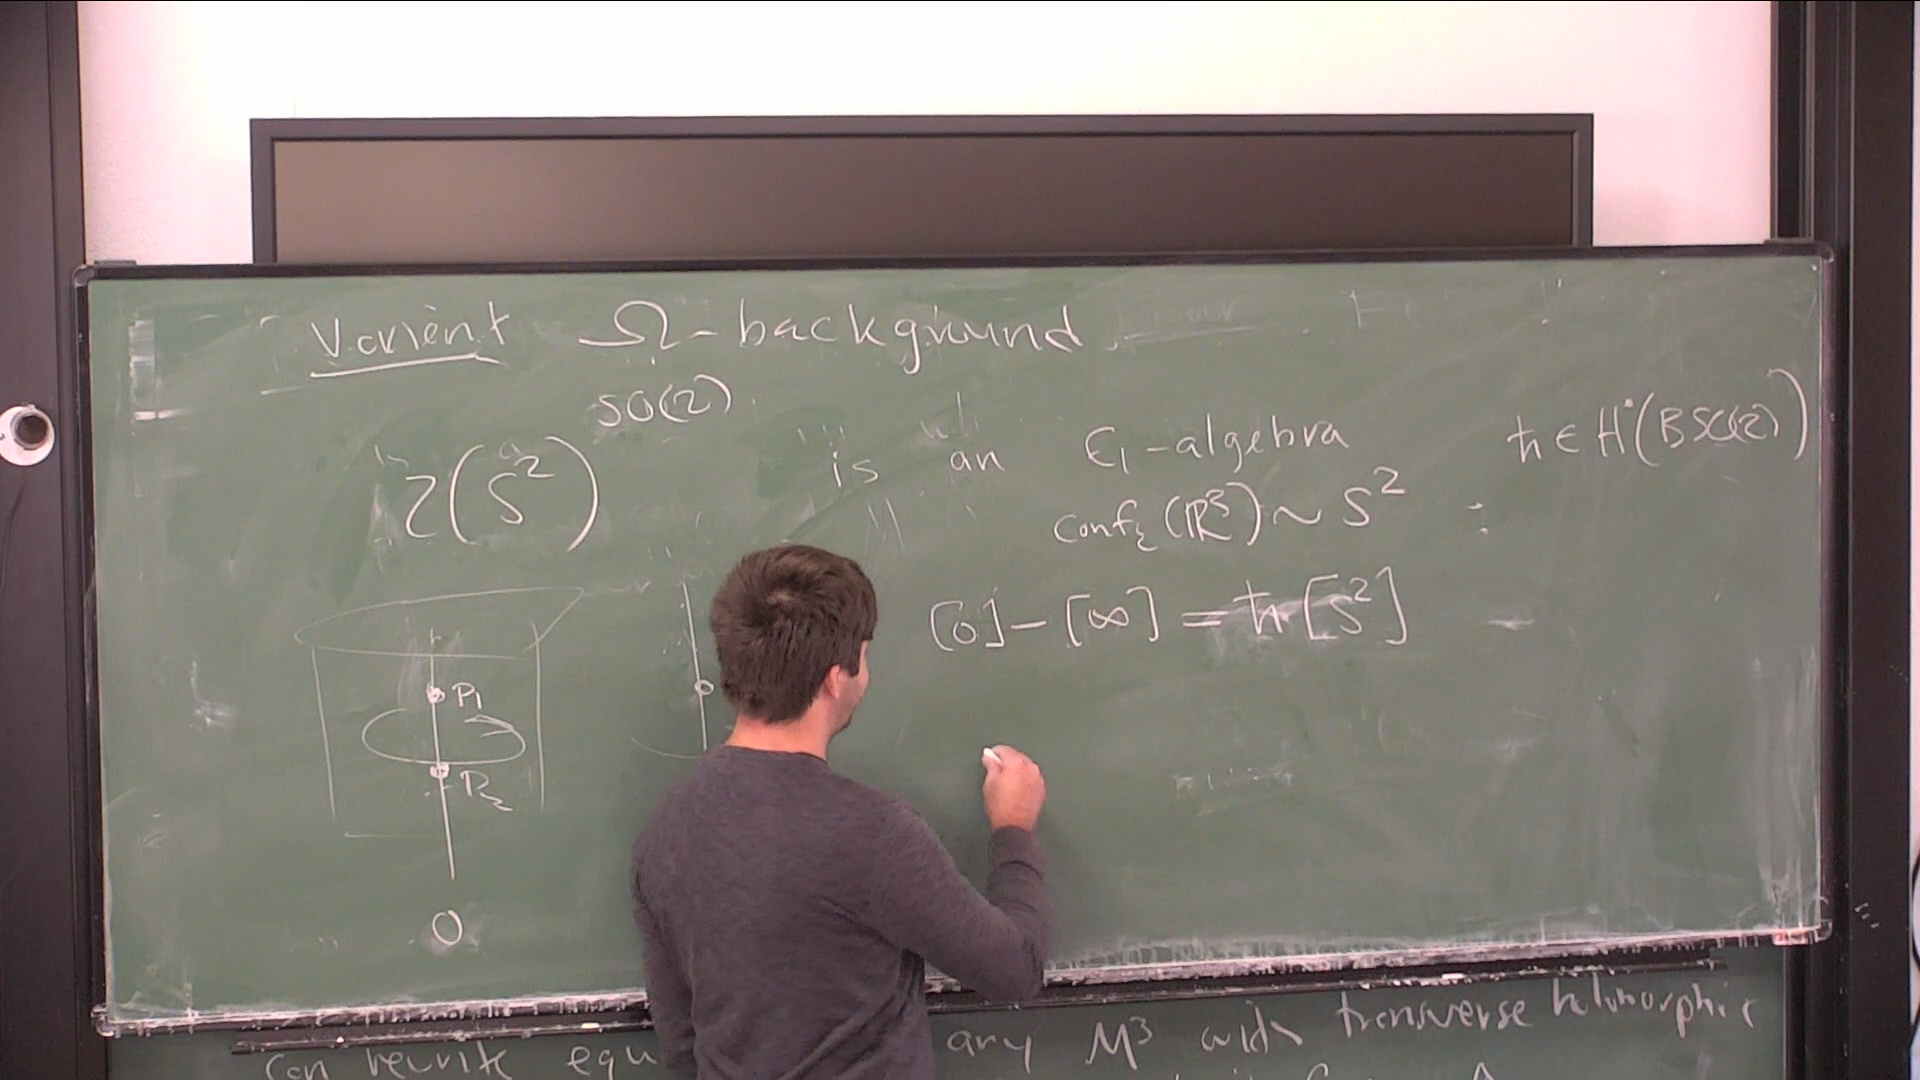 Varient Ω-background
Z(S²)^SO(2) is an E₁-algebra ħ ∈ H˙(BSO(2))
Conf₂(ℝ³) ~ S² :
[0] - [∞] = ħ[S²]
P₁
P₂
0
can rewrite equ any M³ with transverse holomorphic